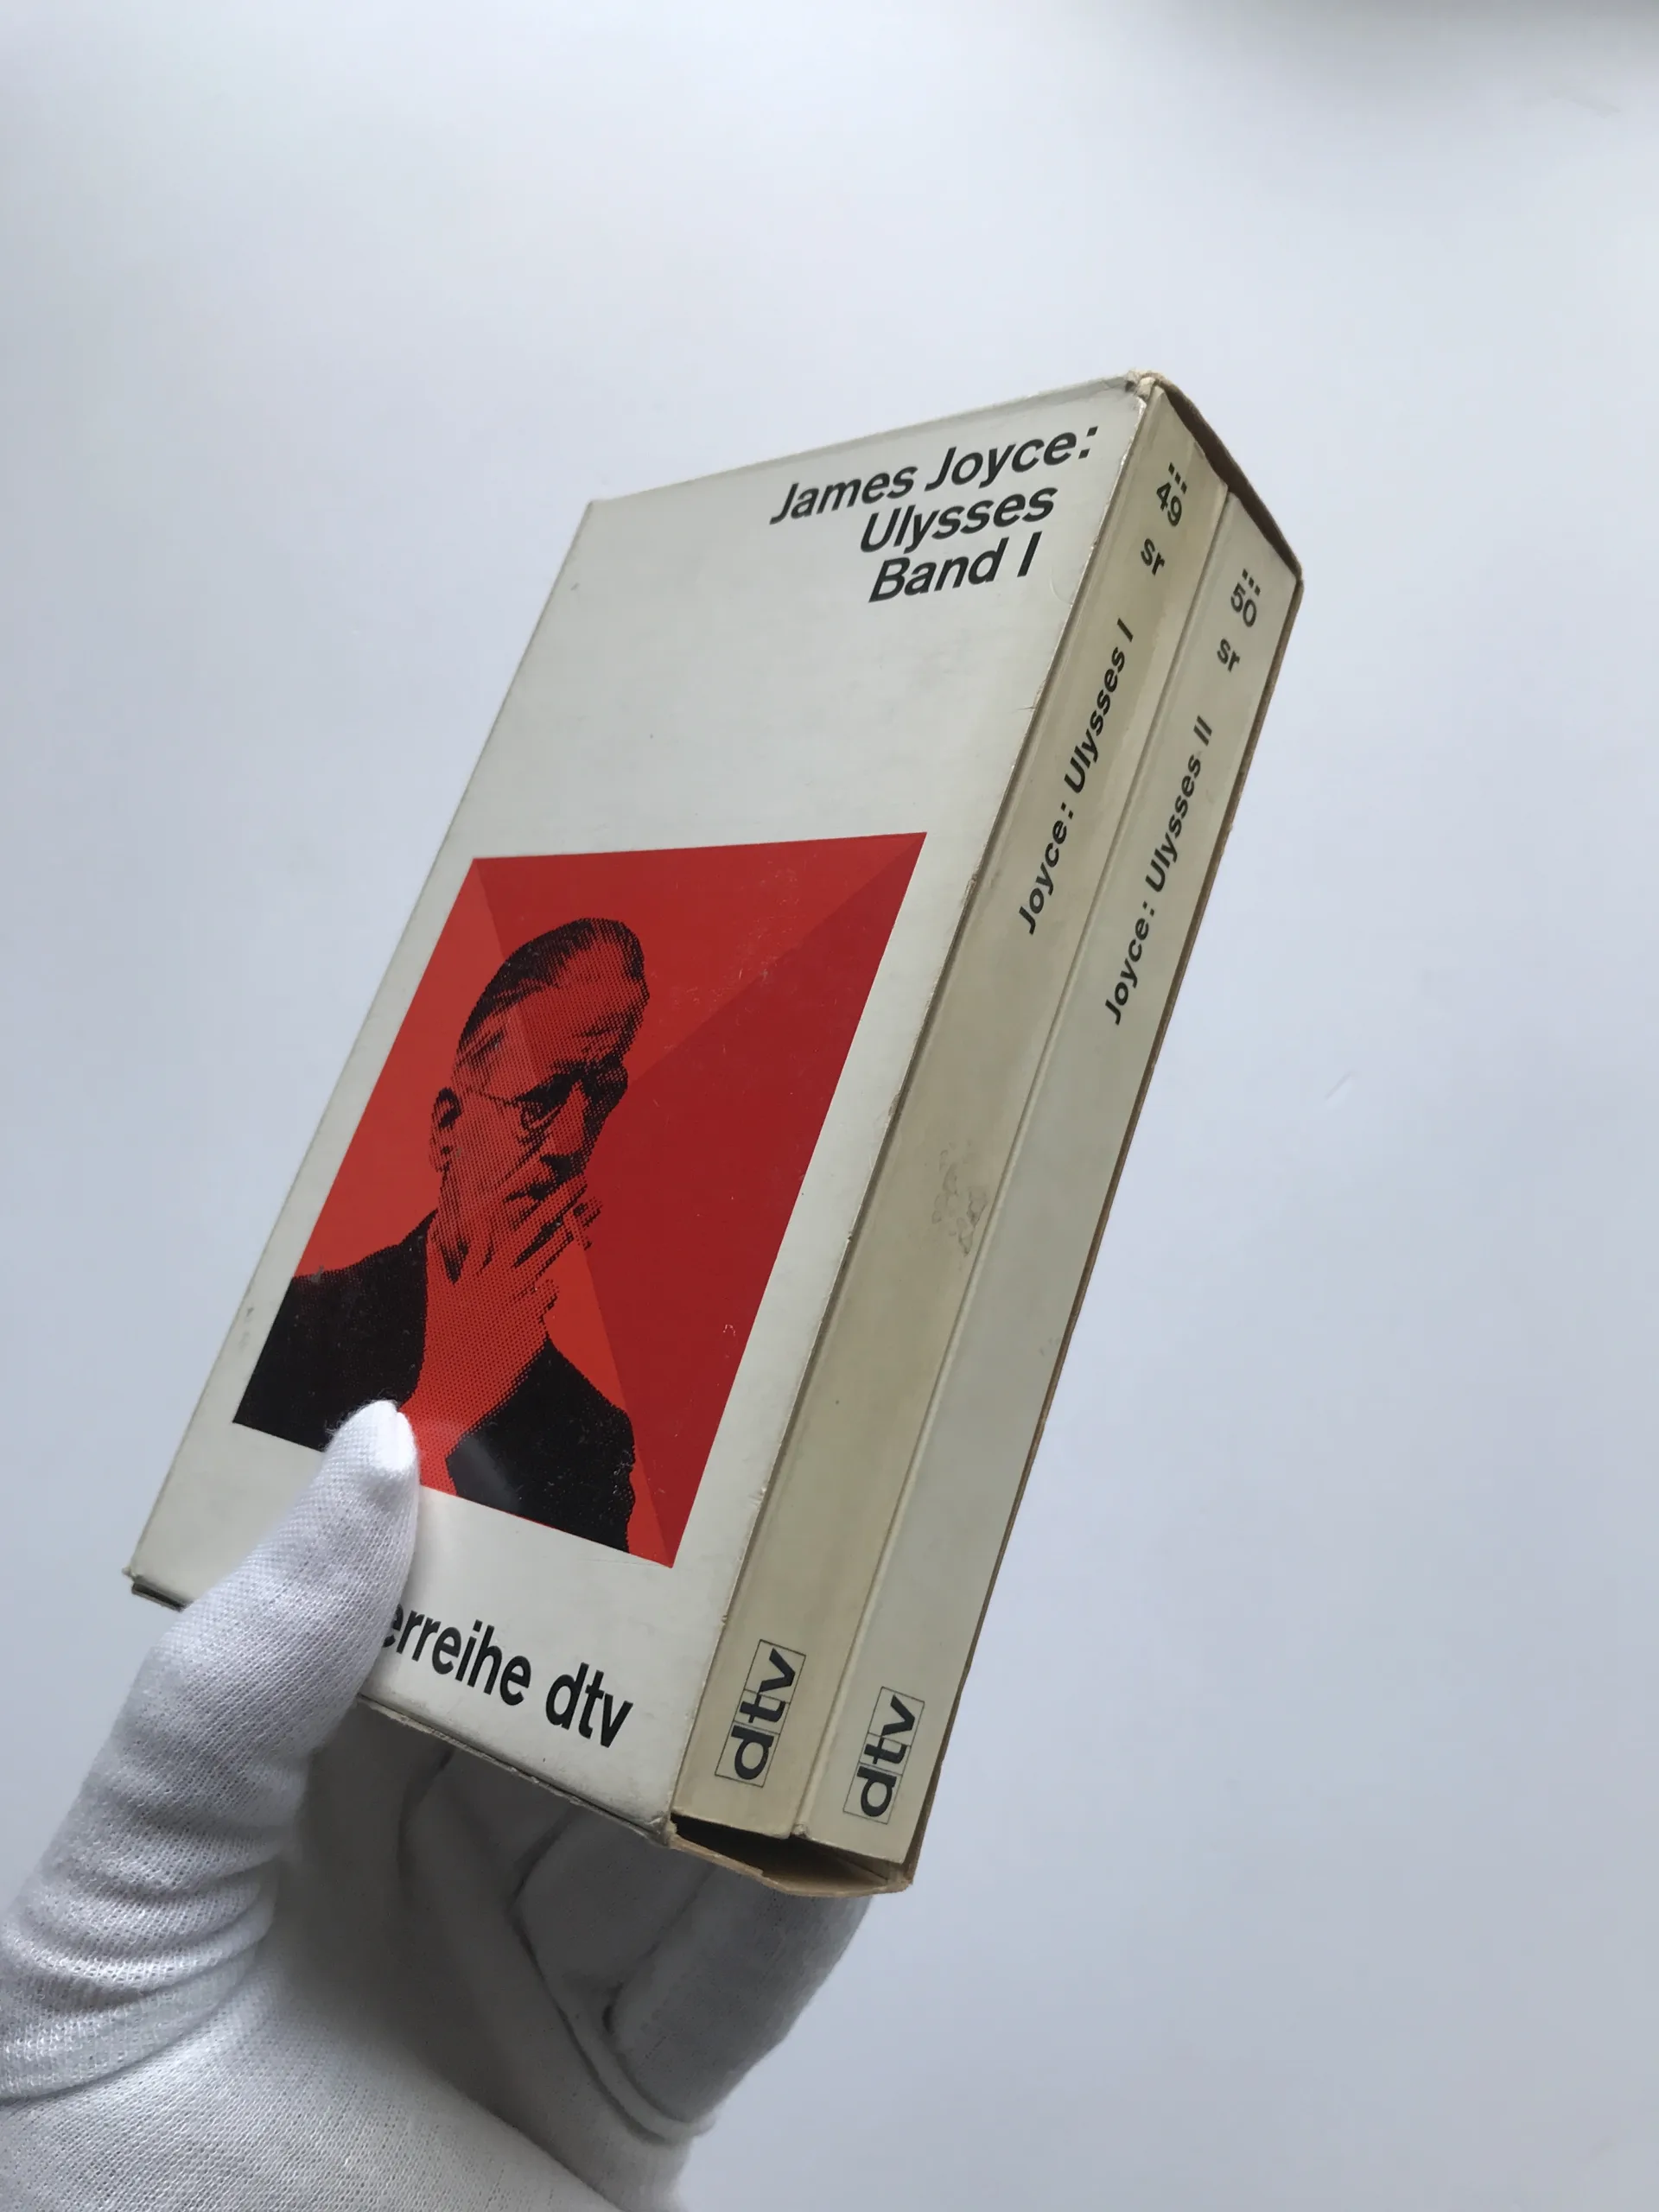 James Joyce:
Ulysses
Band I
erreihe dtv
49
sr
Joyce: Ulysses I
dtv
50
sr
Joyce: Ulysses II
dtv